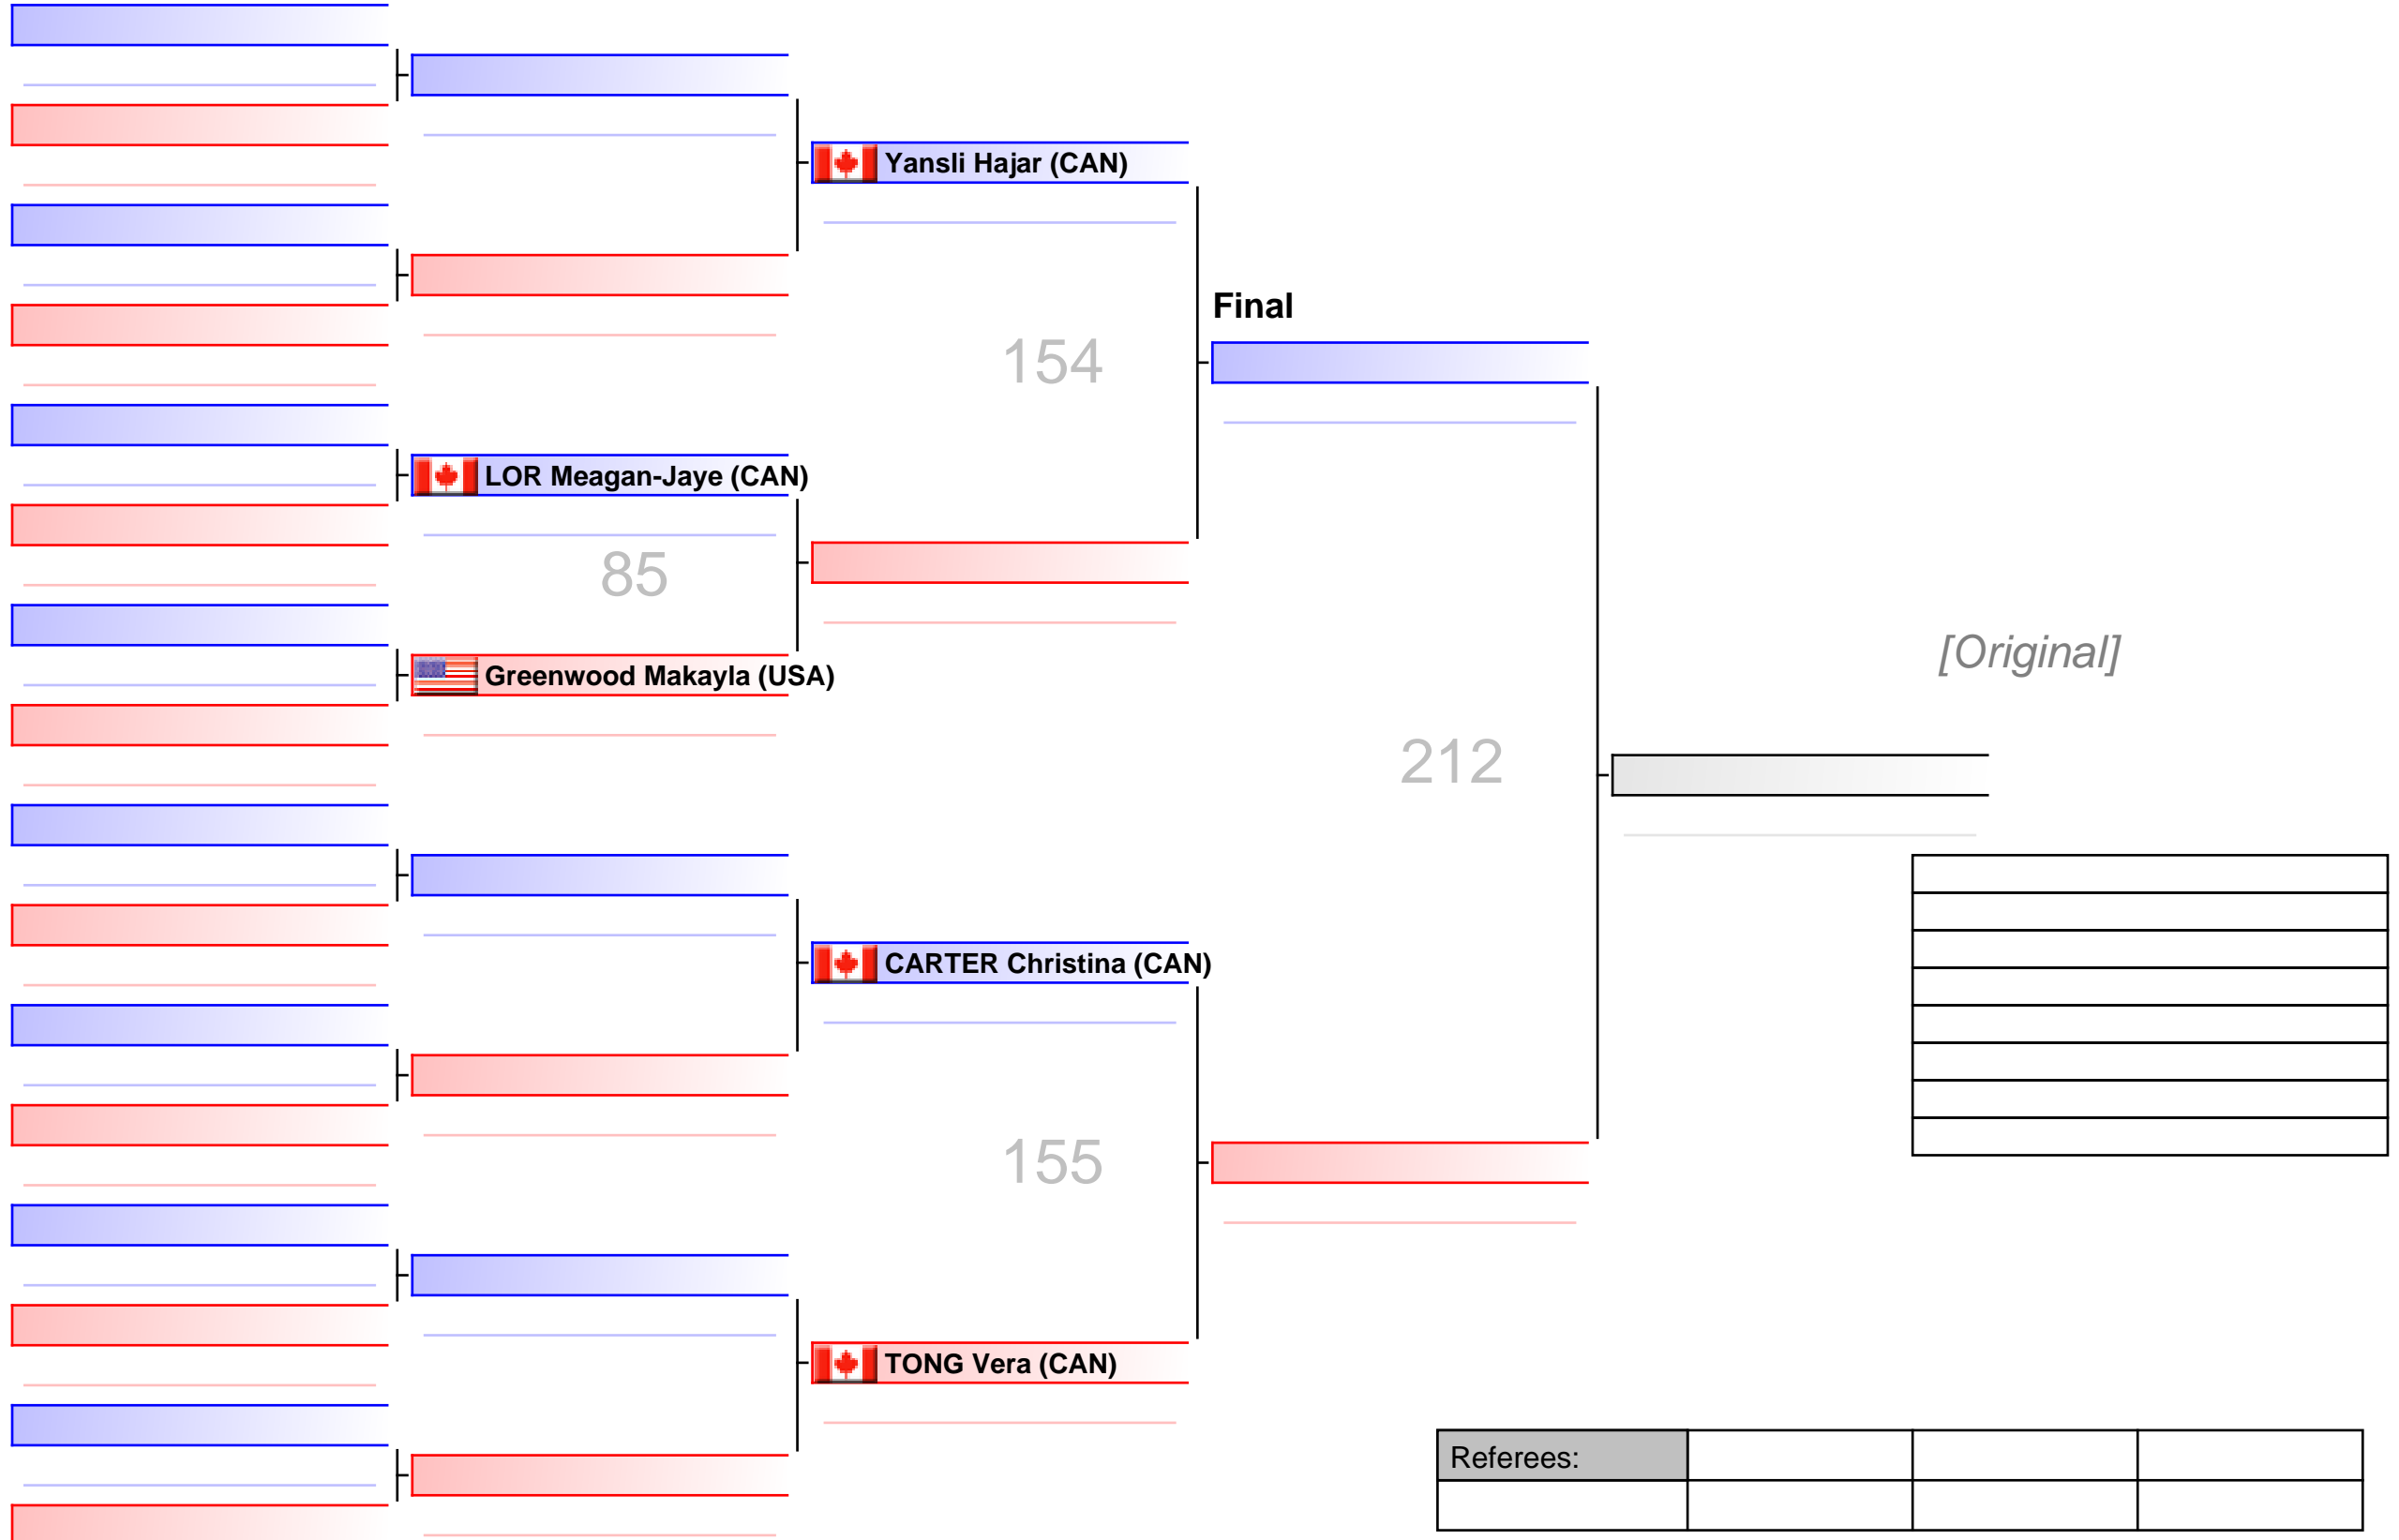 Yansli Hajar (CAN)
Final
154
LOR Meagan-Jaye (CAN)
85
[Original]
Greenwood Makayla (USA)
212
CARTER Christina (CAN)
155
TONG Vera (CAN)
Referees: